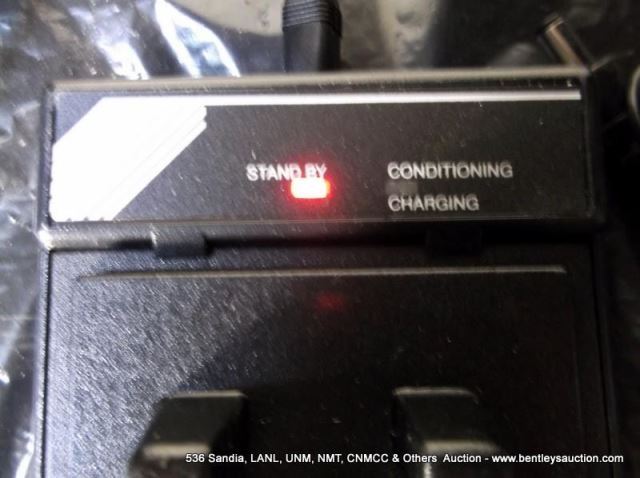 STAND BY
CONDITIONING
CHARGING
536 Sandia, LANL, UNM, NMT, CNMCC & Others Auction - www.bentleysauction.com